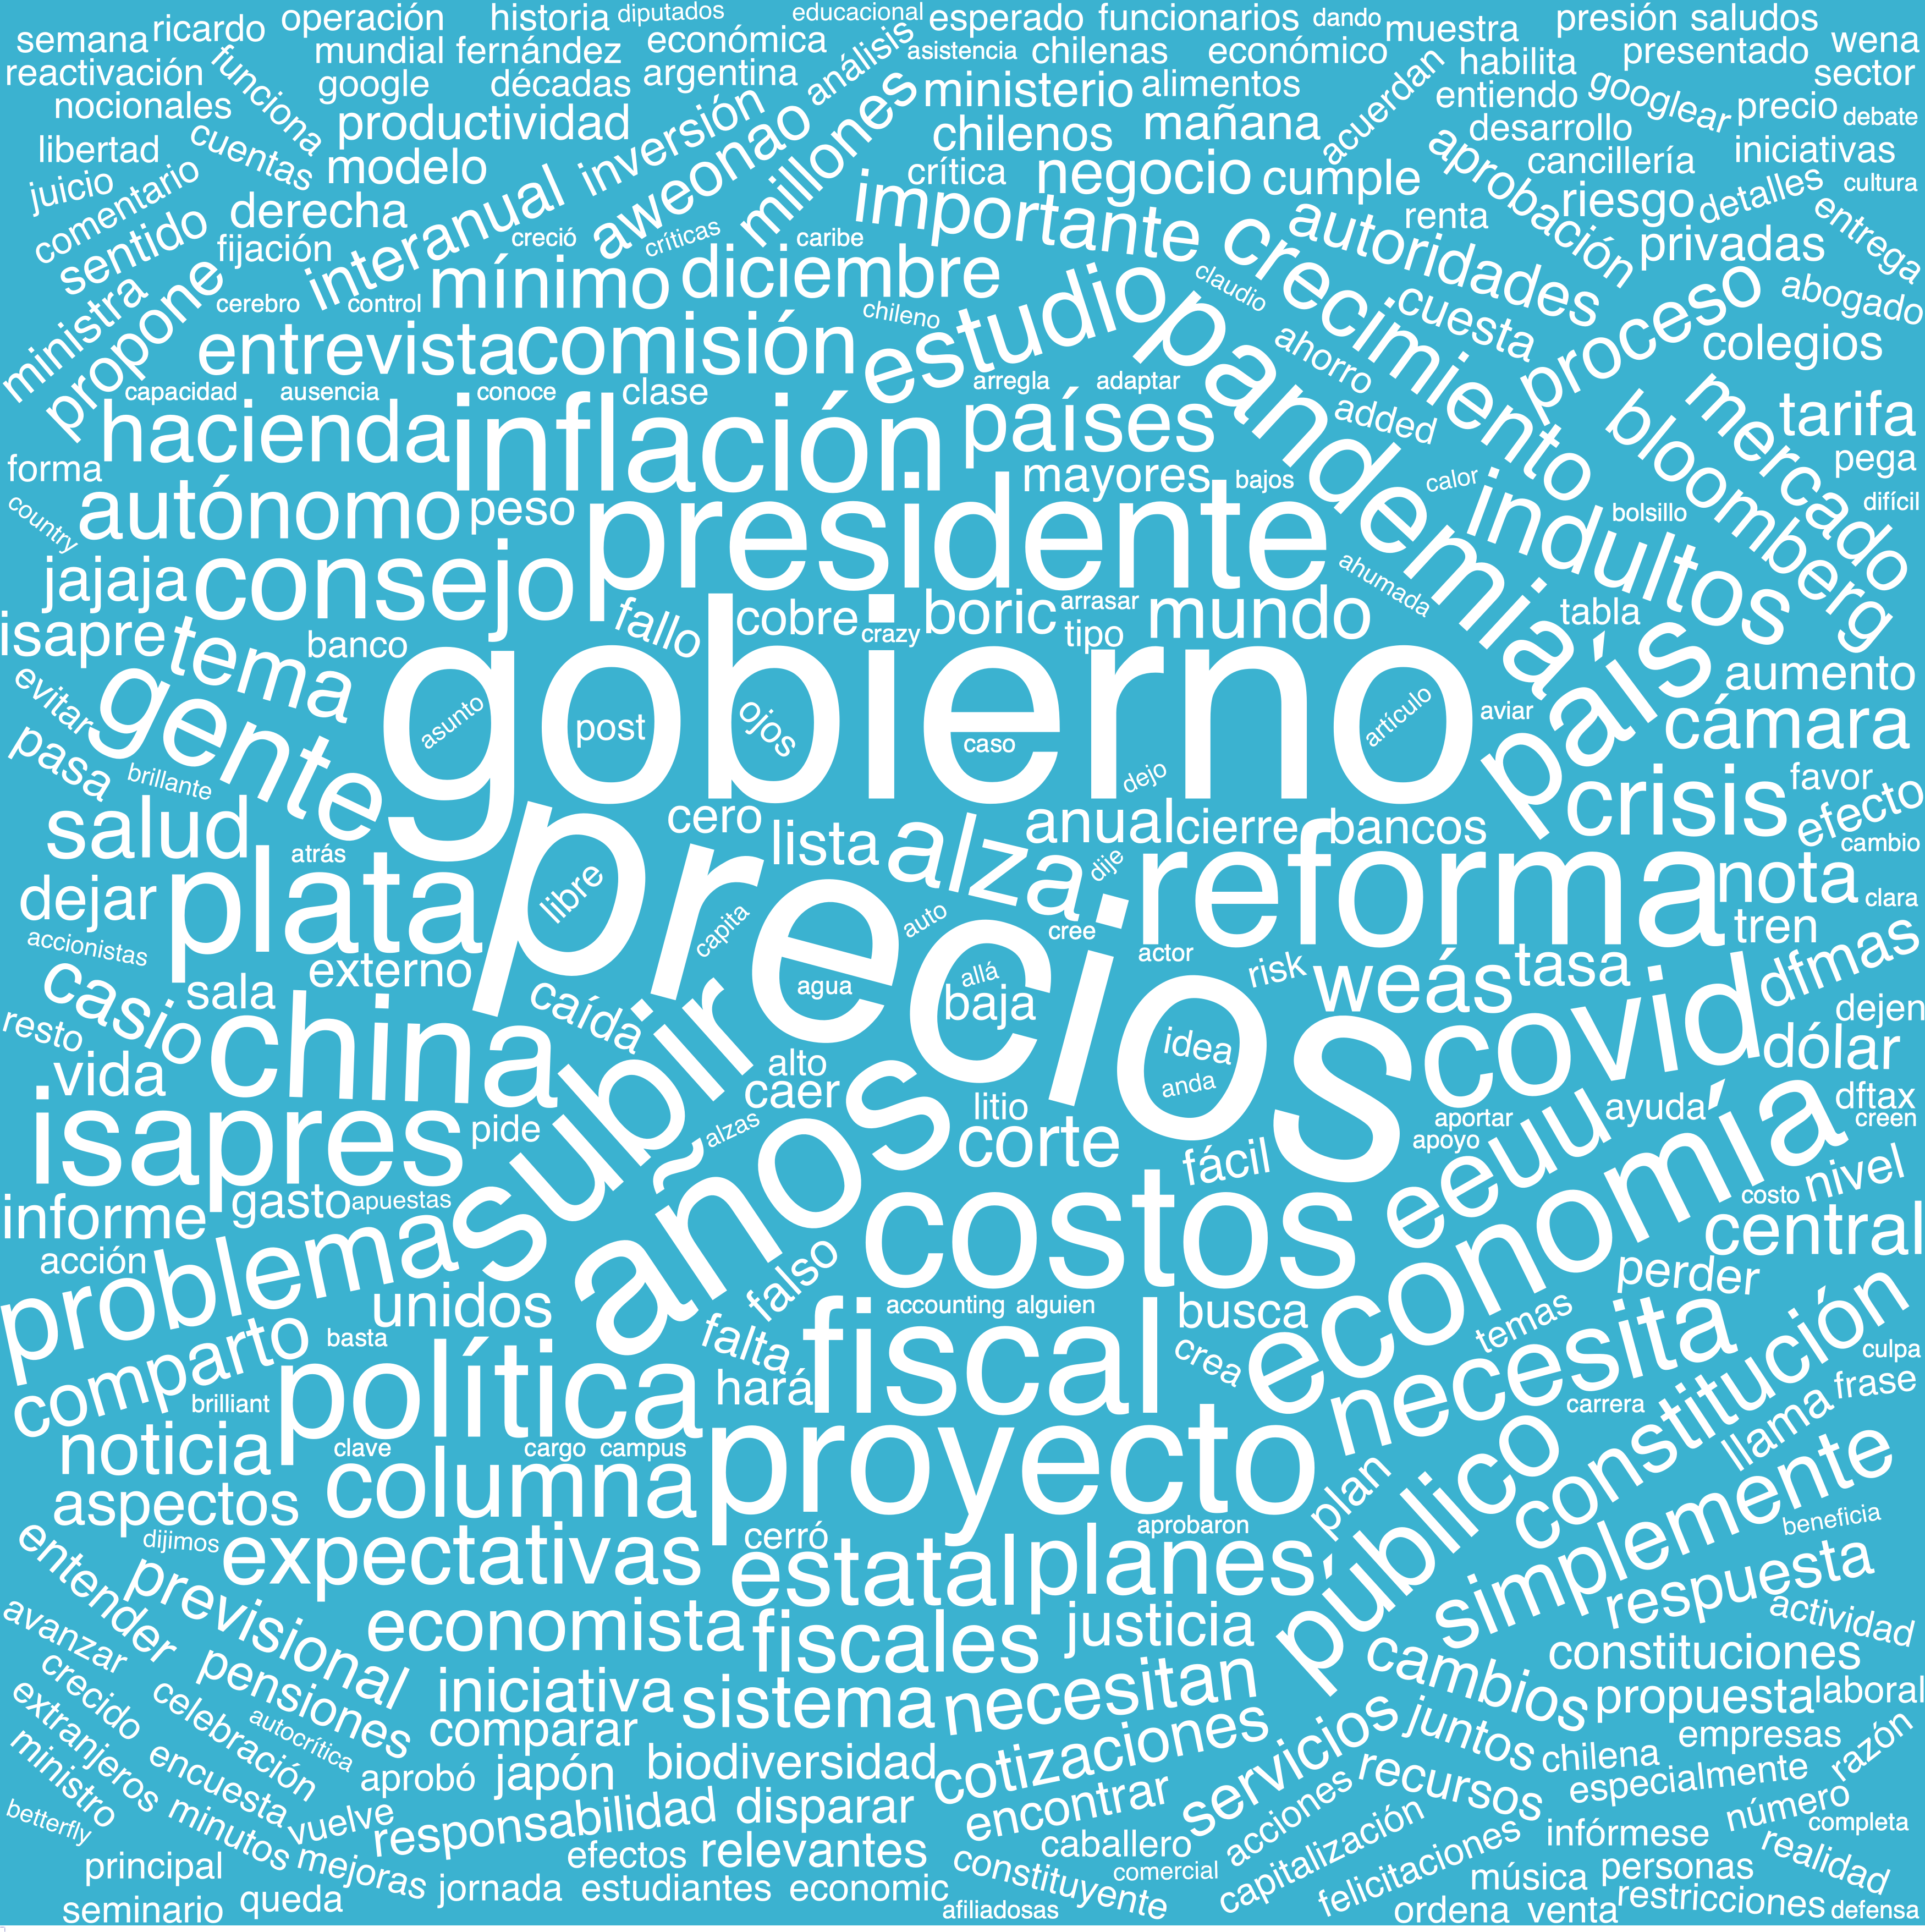 semana ricardo operación historia diputados educacional esperado funcionarios dando muestra presión saludos
reactivación funciona mundial fernández económica análisis asistencia chilenas económico habilita presentado wena
nocionales google décadas argentina millones ministerio alimentos acuerdan entiendo googlear precio sector debate
libertad cuentas productividad inversión aweonao chilenos mañana aprobación desarrollo cancillería iniciativas
juicio comentario modelo interanual crítica negocio cumple riesgo detalles cultura
sentido derecha creció críticas caribe importante crecimiento autoridades renta privadas entrega
ministra propone fijación cerebro control mínimo diciembre estudio claudio cuesta proceso abogado
entrevista comisión chileno pandemia ahorro colegios
capacidad ausencia conoce clase arregla adaptar added bloomberg mercado tarifa
forma hacienda inflación países mayores bajos calor indultos bolsillo pega difícil
country autónomo peso presidente
jajaja consejo fallo cobre crazy boric arrasar tipo mundo ahumada tabla
isapre tema banco gobierno país aumento
evitar gente asunto post ojos caso artículo aviar cámara
pasa brillante dejo crisis favor efecto
salud atrás cero lista alza anual cierre bancos cambio
dejar plata libre precios dije reforma nota clara
accionistas externo capita auto cree actor risk weás tasa tren dfmas
casio sala caída agua allá baja covid dejen
resto vida china subir alto idea anda dólar
isapres pide alzas caer años litio corte aportar apoyo eeuu ayuda dftax creen
informe gasto apuestas costos fácil economía costo nivel
acción problema unidos falso perder central
comparto basta falta accounting alguien fiscal busca crea temas necesita constitución culpa
brilliant política hará carrera llama frase
noticia clave cargo campus proyecto público
aspectos columna cerró aprobaron plan simplemente beneficia
entender dijimos expectativas estatal planes respuesta
avanzar previsional economista fiscales justicia cambios actividad
crecido pensiones iniciativa sistema necesitan constituciones
extranjeros celebración autocrítica comparar cotizaciones servicios juntos propuesta laboral
ministro encuesta aprobó japón biodiversidad recursos chilena empresas razón
betterfly minutos vuelve responsabilidad disparar encontrar acciones especialmente número
principal mejoras efectos relevantes caballero capitalización infórmese completa
seminario queda jornada estudiantes economic constituyente comercial felicitaciones música personas realidad
afiliadosas ordena venta restricciones defensa